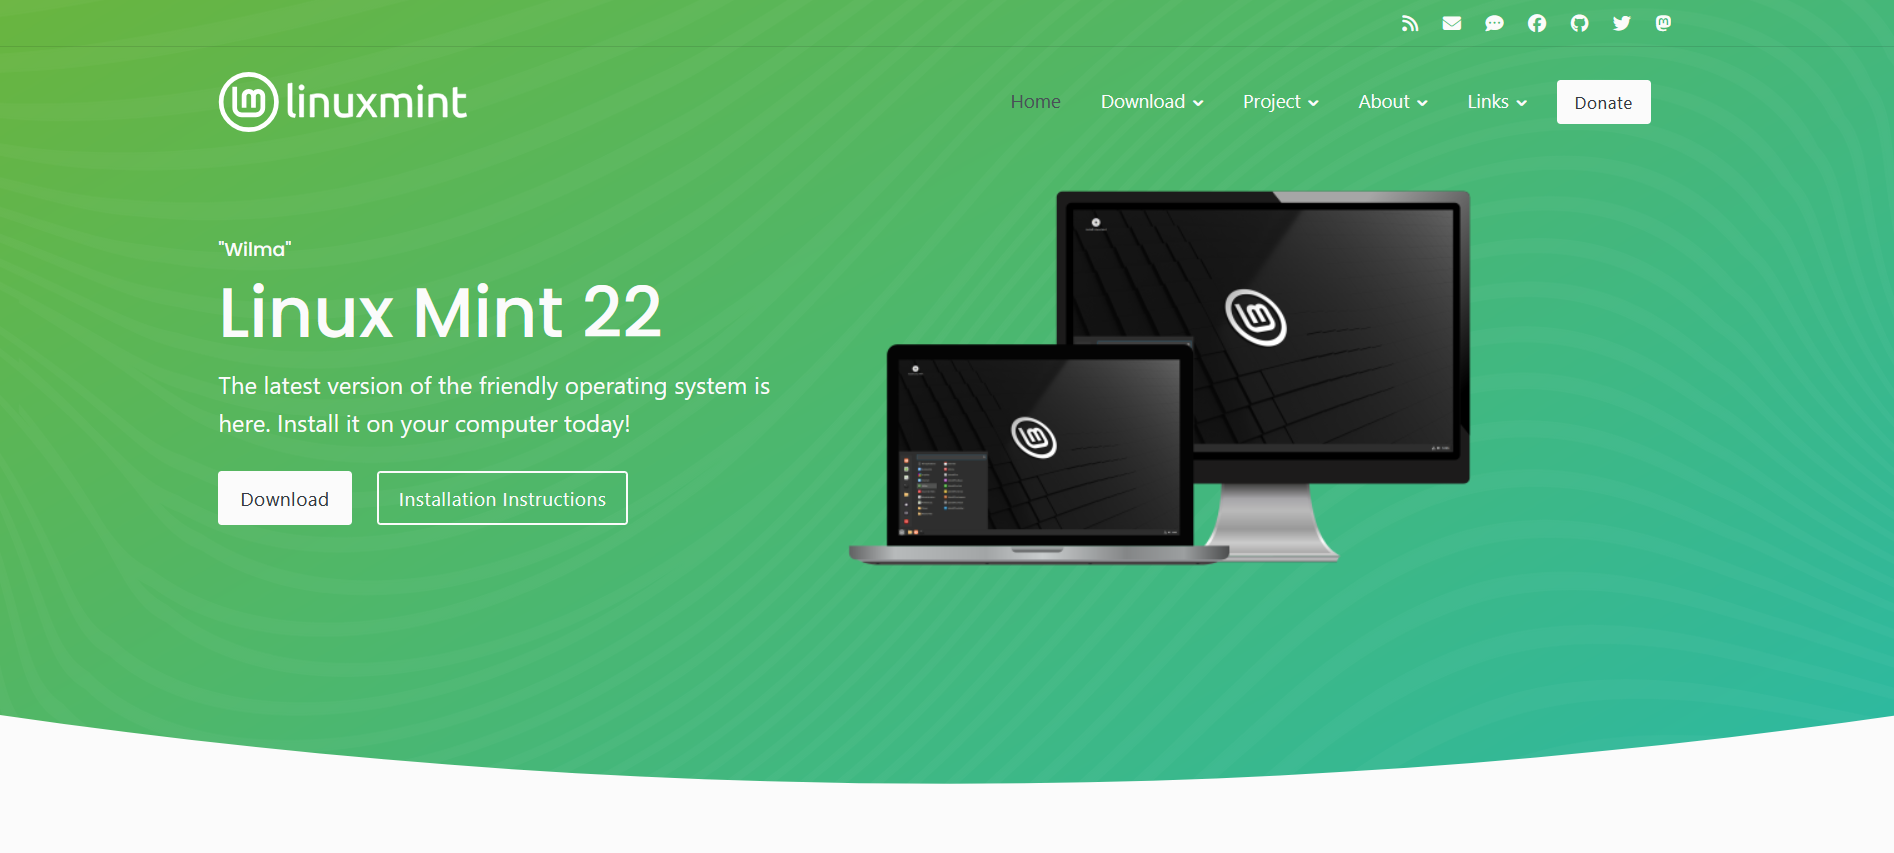 linuxmint
Home Download Project About Links Donate
"Wilma"
Linux Mint 22
The latest version of the friendly operating system is
here. Install it on your computer today!
Download Installation Instructions